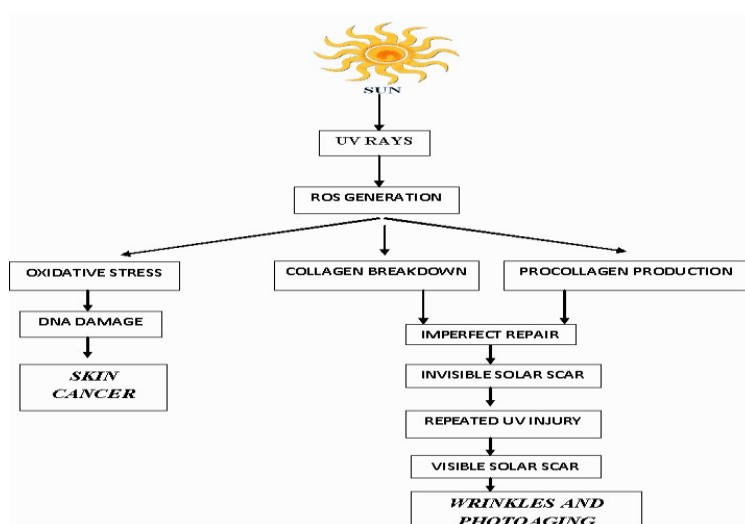 SUN
UV RAYS
ROS GENERATION
OXIDATIVE STRESS
COLLAGEN BREAKDOWN
PROCOLLAGEN PRODUCTION
DNA DAMAGE
IMPERFECT REPAIR
SKIN
CANCER
INVISIBLE SOLAR SCAR
REPEATED UV INJURY
VISIBLE SOLAR SCAR
WRINKLES AND
PHOTOAGING